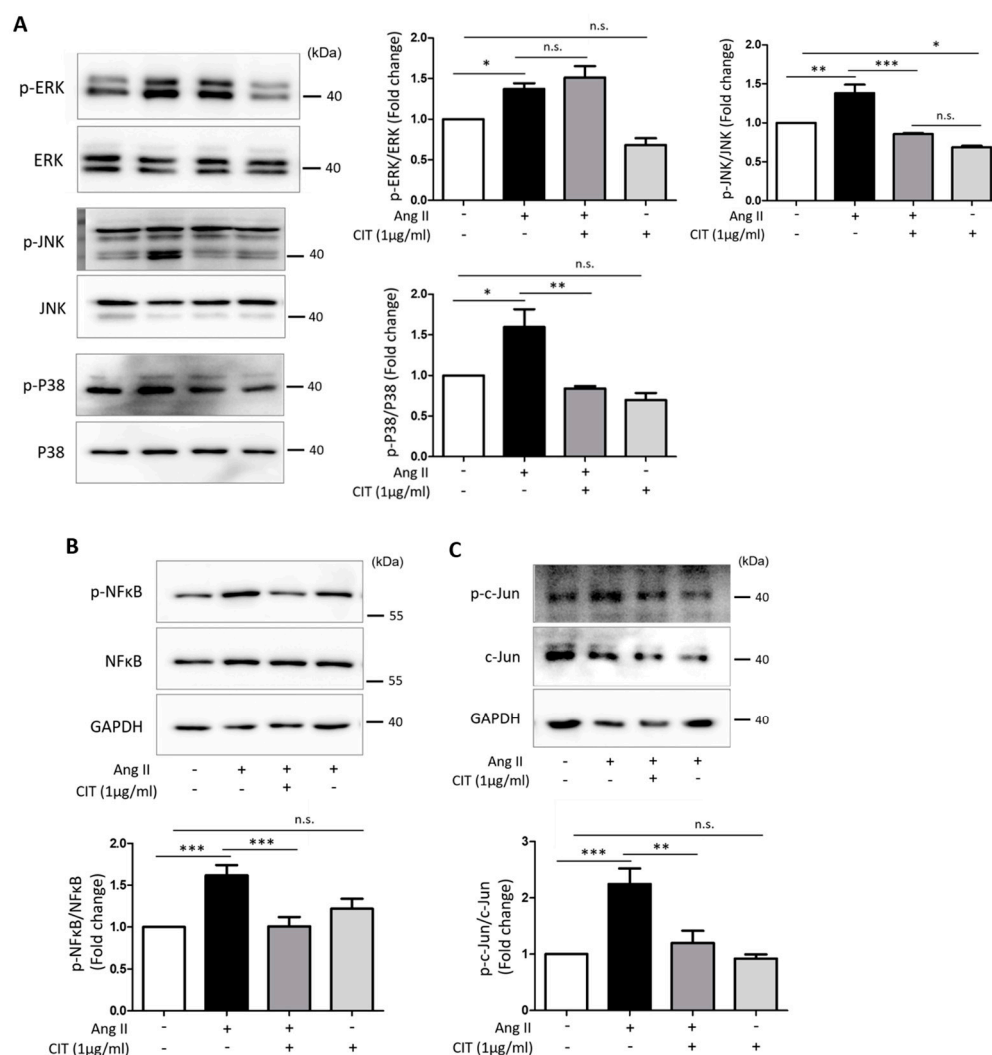 A
(kDa)
p-ERK
40
ERK
40
p-JNK
40
JNK
40
p-P38
40
P38
40
n.s.
n.s.
*
p-ERK/ERK (Fold change)
2.0
1.5
1.0
0.5
0.0
Ang II - + + -
CIT (1µg/ml) - - + +
*
** ***
n.s.
p-JNK/JNK (Fold change)
2.0
1.5
1.0
0.5
0.0
Ang II - + + -
CIT (1µg/ml) - - + +
n.s.
* **
p-P38/P38 (Fold change)
2.0
1.5
1.0
0.5
0.0
Ang II - + + -
CIT (1µg/ml) - - + +
B
(kDa)
p-NFκB
55
NFκB
55
GAPDH
40
Ang II - + + +
CIT (1µg/ml) - - + -
n.s.
*** ***
p-NFκB/NFκB
(Fold change)
2.0
1.5
1.0
0.5
0.0
Ang II - + + -
CIT (1µg/ml) - - + +
C
(kDa)
p-c-Jun
40
c-Jun
40
GAPDH
40
Ang II - + + +
CIT (1µg/ml) - - + -
n.s.
*** **
p-c-Jun/c-Jun
(Fold change)
3
2
1
0
Ang II - + + -
CIT (1µg/ml) - - + +